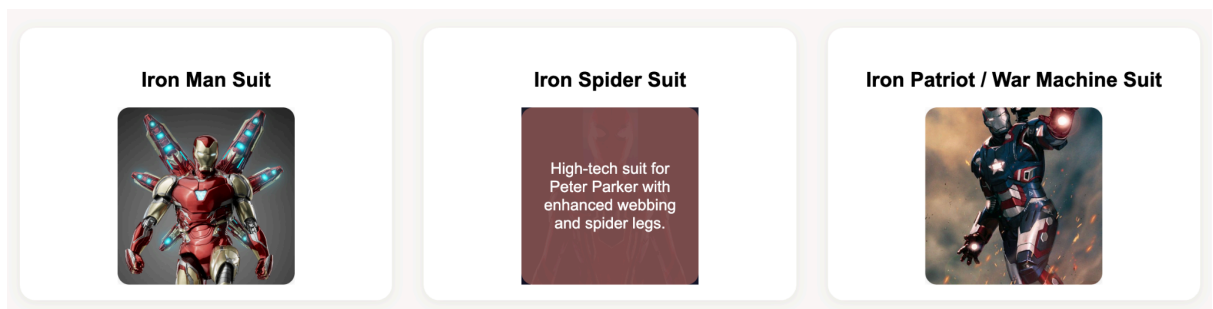 Iron Man Suit
Iron Spider Suit
High-tech suit for
Peter Parker with
enhanced webbing
and spider legs.
Iron Patriot / War Machine Suit